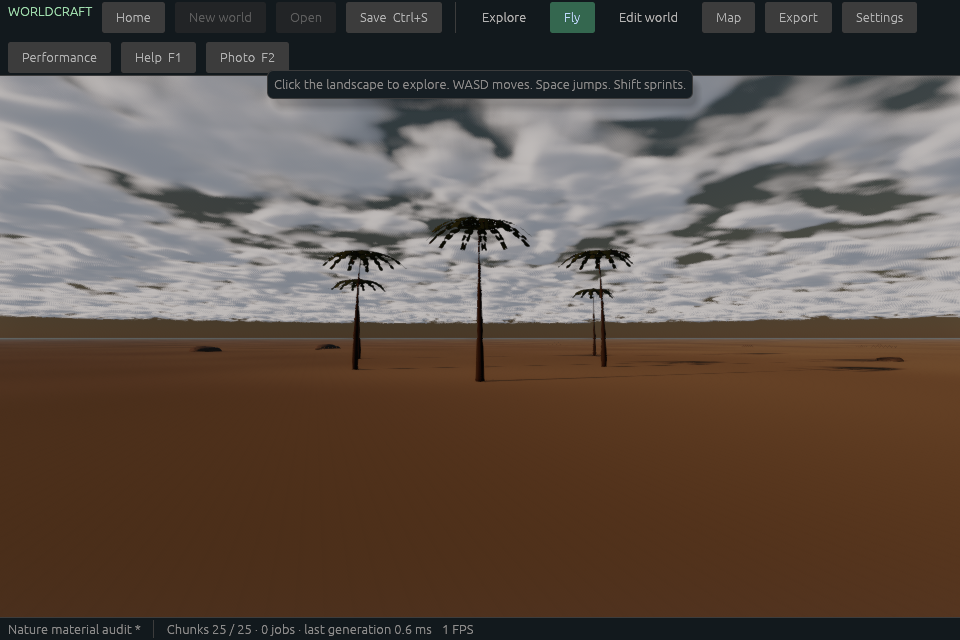 WORLDCRAFT Home New world Open Save Ctrl+S Explore Fly Edit world Map Export Settings
Performance Help F1 Photo F2
Click the landscape to explore. WASD moves. Space jumps. Shift sprints.
Nature material audit * Chunks 25 / 25 · 0 jobs · last generation 0.6 ms 1 FPS